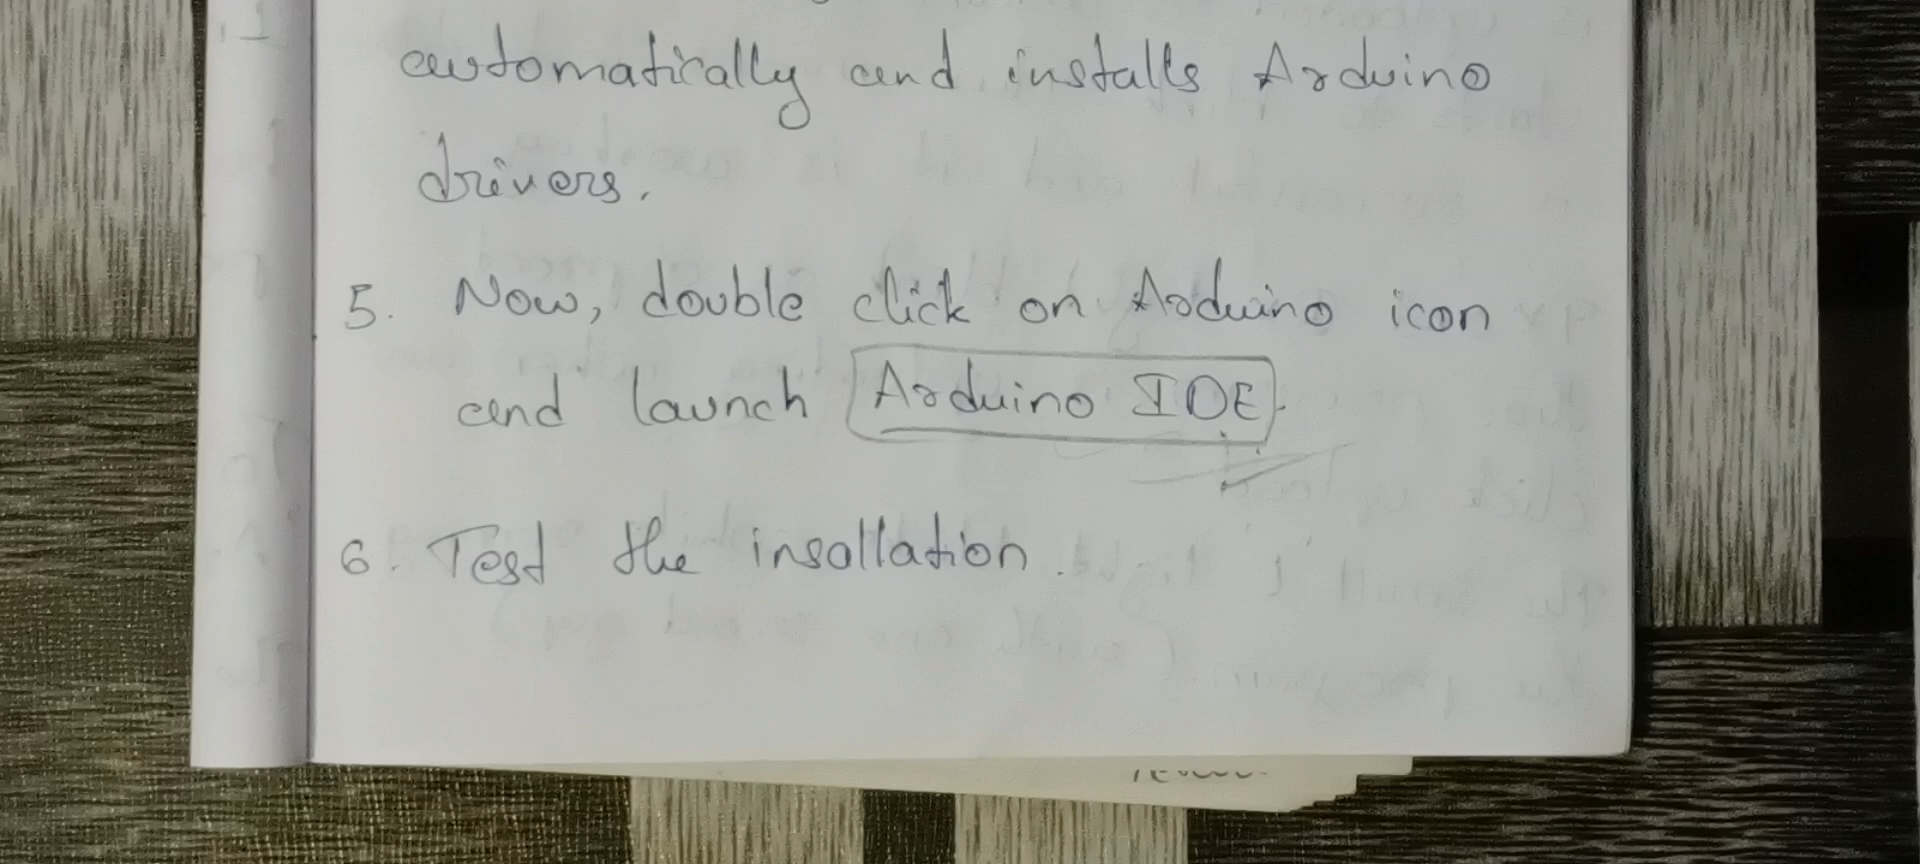 automatically and installs Arduino
drivers.
5. Now, double click on Arduino icon
and launch Arduino IDE.
6. Test the insallation.